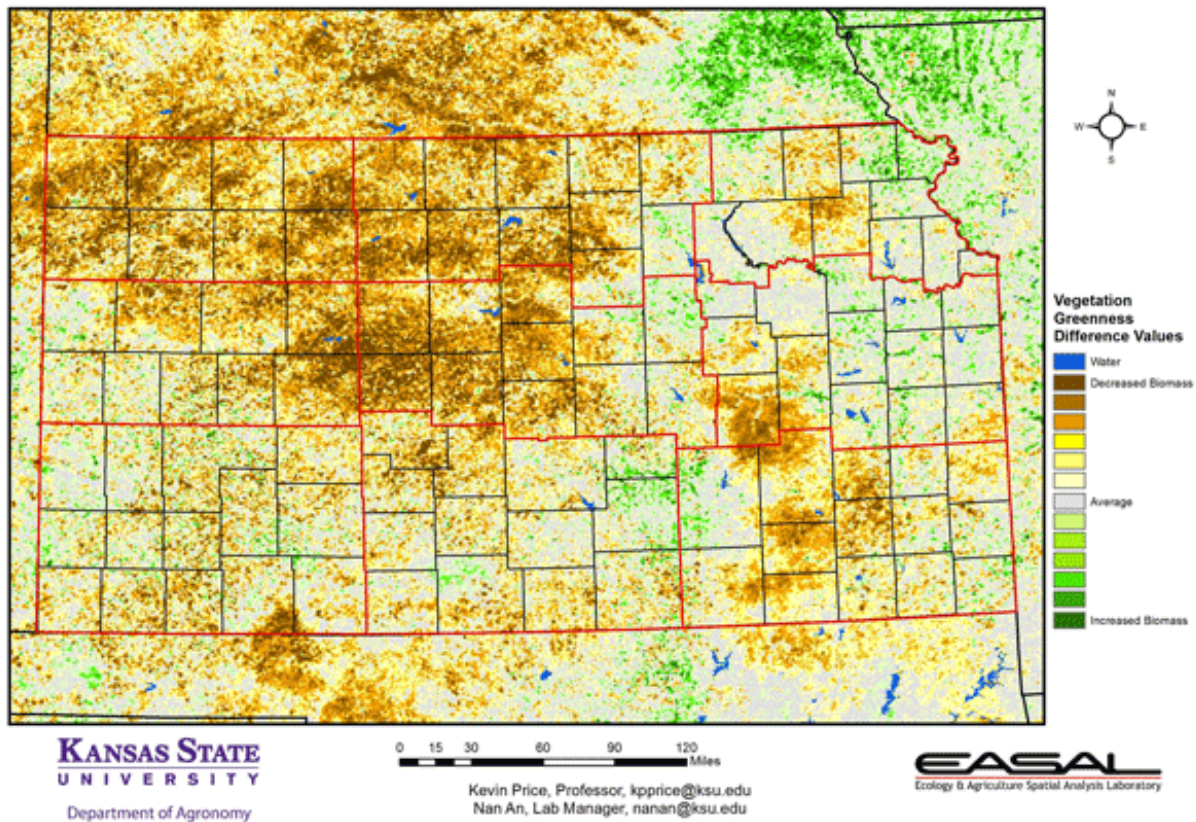 N
W E
S
Vegetation
Greenness
Difference Values
Water
Decreased Biomass
Average
Increased Biomass
KANSAS STATE
UNIVERSITY
Department of Agronomy
0 15 30 60 90 120
Miles
Kevin Price, Professor, kpprice@ksu.edu
Nan An, Lab Manager, nanan@ksu.edu
EASAL
Ecology & Agriculture Spatial Analysis Laboratory